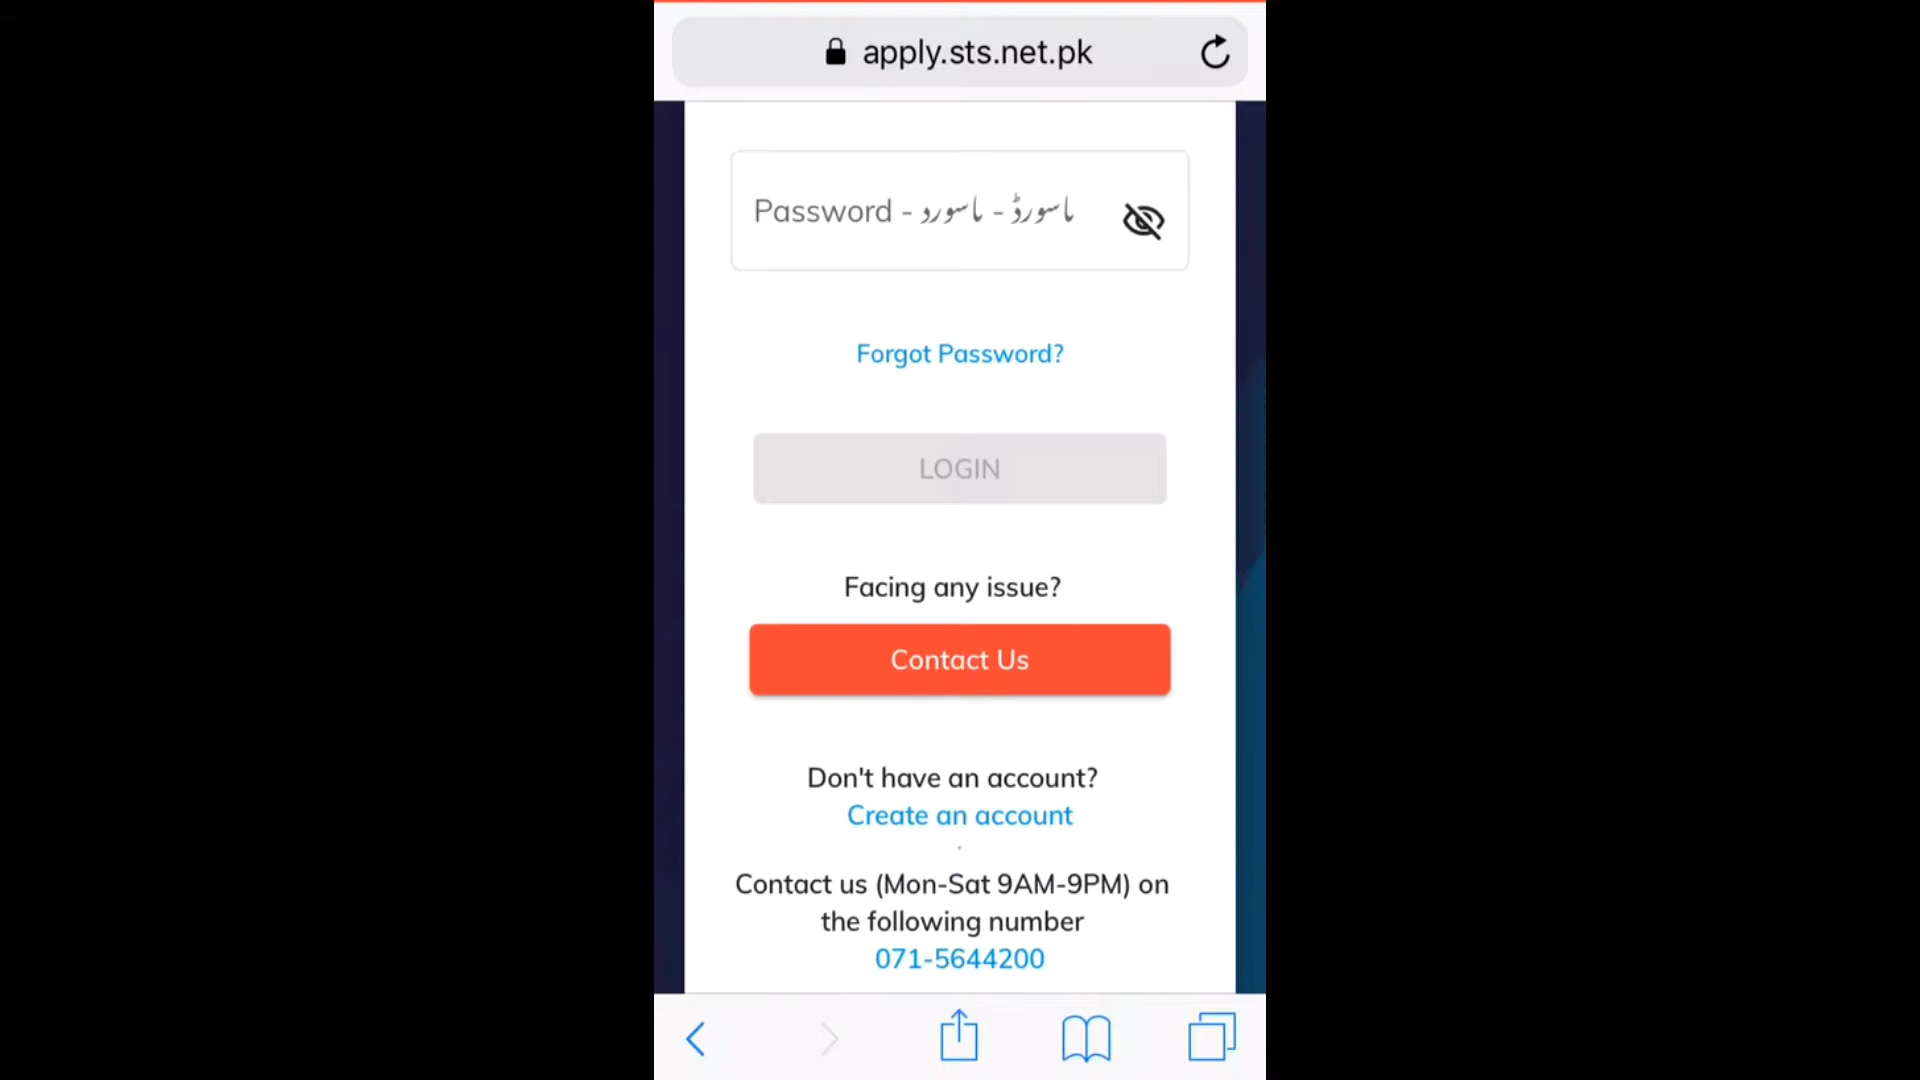 apply.sts.net.pk
Password - پاسورڈ - پاسورد
Forgot Password?
LOGIN
Facing any issue?
Contact Us
Don't have an account?
Create an account
Contact us (Mon-Sat 9AM-9PM) on
the following number
071-5644200